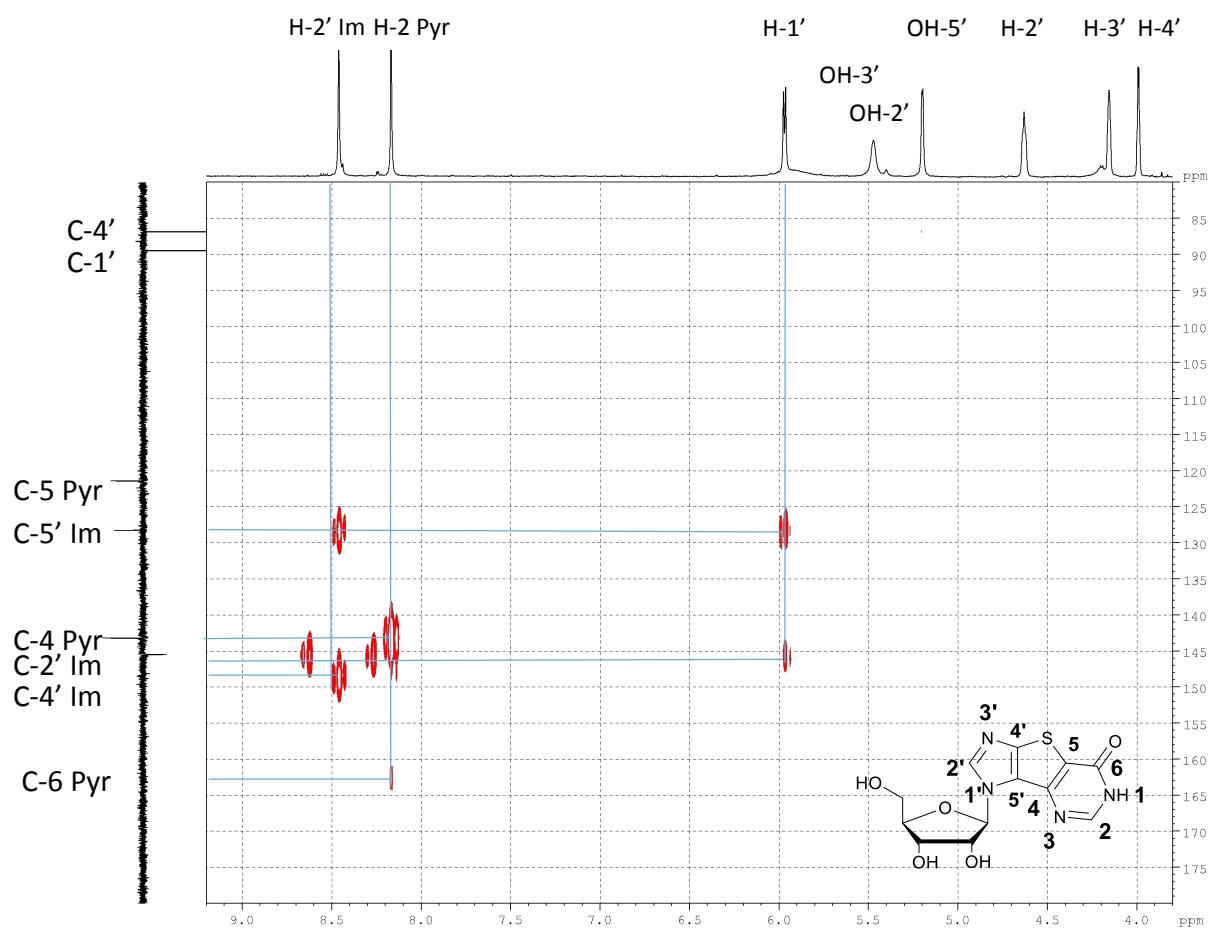 H-2’ Im H-2 Pyr H-1’ OH-5’ H-2’ H-3’ H-4’
OH-3’
OH-2’
ppm
C-4’
C-1’
C-5 Pyr
C-5’ Im
C-4 Pyr
C-2’ Im
C-4’ Im
C-6 Pyr
85
90
95
100
105
110
115
120
125
130
135
140
145
150
155
160
165
170
175
3' 4' S 5 O
N
2' 6
HO N 1' 5' 4 NH 1
O N 3 2
OH OH
9.0 8.5 8.0 7.5 7.0 6.5 6.0 5.5 5.0 4.5 4.0 ppm